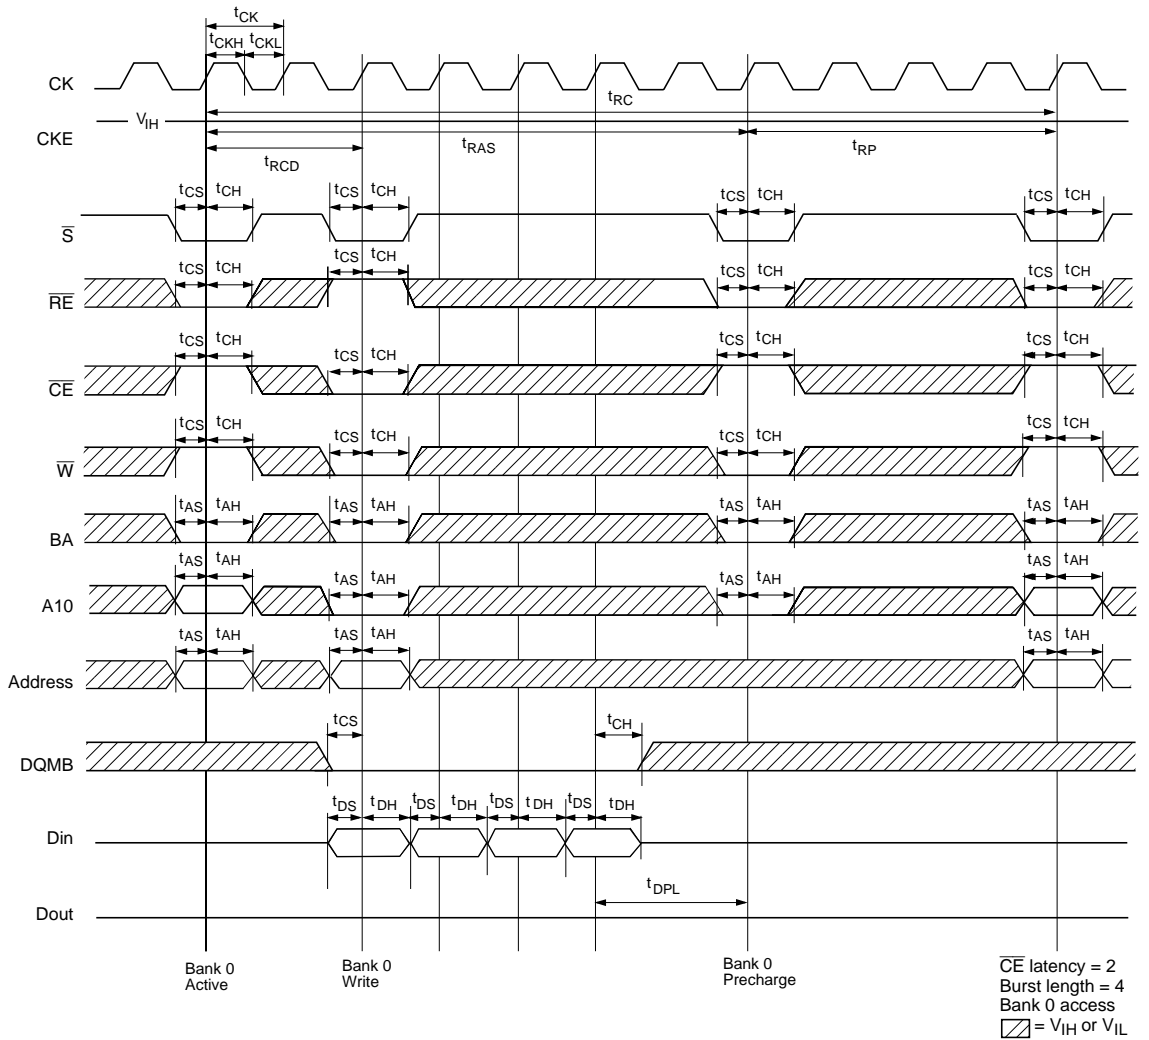 tCK
tCKH tCKL
CK
tRC
VIH
CKE
tRAS
tRP
tRCD
tCS tCH tCS tCH tCS tCH tCS tCH
S
tCS tCH tCS tCH tCS tCH tCS tCH
RE
tCS tCH tCS tCH tCS tCH tCS tCH
CE
tCS tCH tCS tCH tCS tCH tCS tCH
W
tAS tAH tAS tAH tAS tAH tAS tAH
BA
tAS tAH tAS tAH tAS tAH tAS tAH
A10
tAS tAH tAS tAH tAS tAH
Address
tCS tCH
DQMB
tDS tDH tDS tDH tDS tDH tDS tDH
Din
tDPL
Dout
Bank 0
Active
Bank 0
Write
Bank 0
Precharge
CE latency = 2
Burst length = 4
Bank 0 access
= VIH or VIL